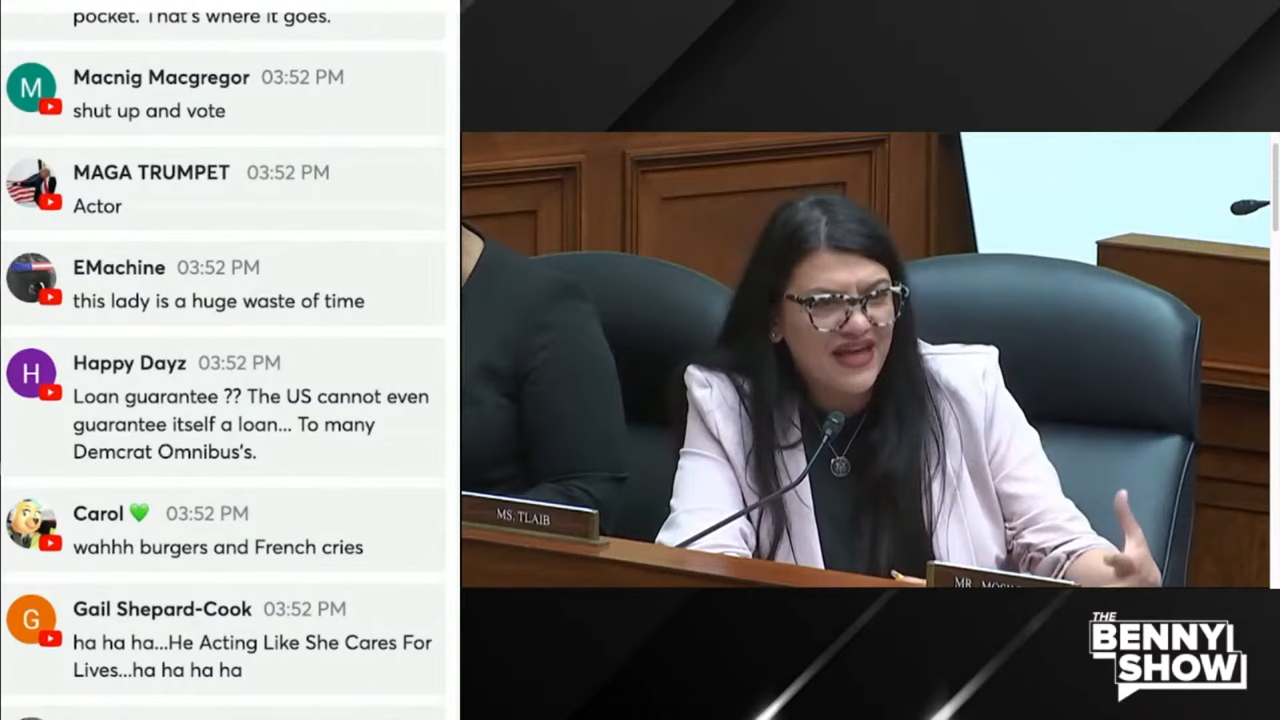 pocket. That's where it goes.
Macnig Macgregor 03:52 PM
shut up and vote
MAGA TRUMPET 03:52 PM
Actor
EMachine 03:52 PM
this lady is a huge waste of time
H
Happy Dayz 03:52 PM
Loan guarantee ?? The US cannot even
guarantee itself a loan... To many
Demcrat Omnibus's.
Carol 💚 03:52 PM
wahhh burgers and French cries
G
Gail Shepard-Cook 03:52 PM
ha ha ha...He Acting Like She Cares For
Lives...ha ha ha ha
M
MS. TLAIB
MR.
THE
BENNY
SHOW